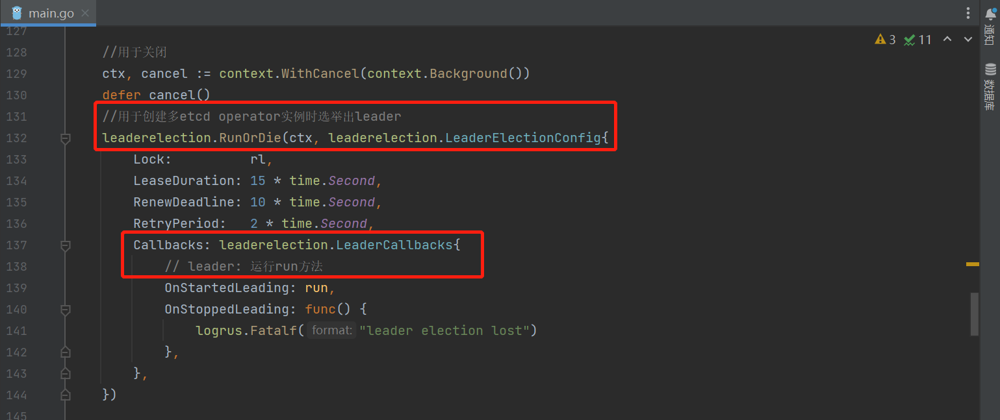 main.go
3 11
通知
数据库
127
128 //用于关闭
129 ctx, cancel := context.WithCancel(context.Background())
130 defer cancel()
131 //用于创建多etcd operator实例时选举出leader
132 leaderelection.RunOrDie(ctx, leaderelection.LeaderElectionConfig{
133 Lock: rl,
134 LeaseDuration: 15 * time.Second,
135 RenewDeadline: 10 * time.Second,
136 RetryPeriod: 2 * time.Second,
137 Callbacks: leaderelection.LeaderCallbacks{
138 // leader: 运行run方法
139 OnStartedLeading: run,
140 OnStoppedLeading: func() {
141 logrus.Fatalf( format: "leader election lost")
142 },
143 },
144 })
145